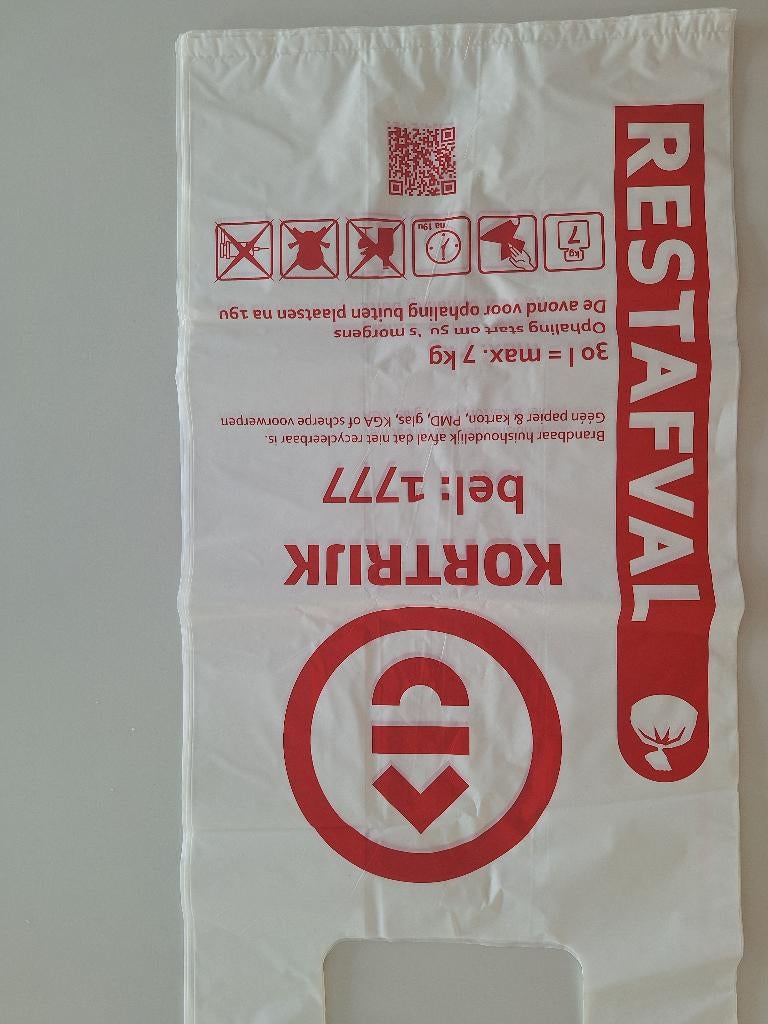 RESTAFVAL
KORTRIJK
bel: 1777
Brandbaar huishoudelijk afval dat niet recycleerbaar is.
Géén papier & karton, PMD, glas, KGA of scherpe voorwerpen
30 l = max. 7 kg
Ophaling start om 5u 's morgens
De avond voor ophaling buiten plaatsen na 19u
kg
7
na 19u